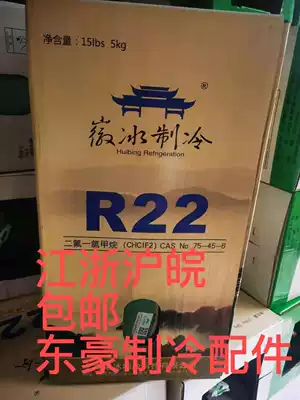 净含量：15lbs 5kg
®
徽冰制冷
Huibing Refrigeration
R22
二氟一氯甲烷 (CHClF2) CAS No 75-45-6
江浙沪皖
包邮
东豪制冷配件